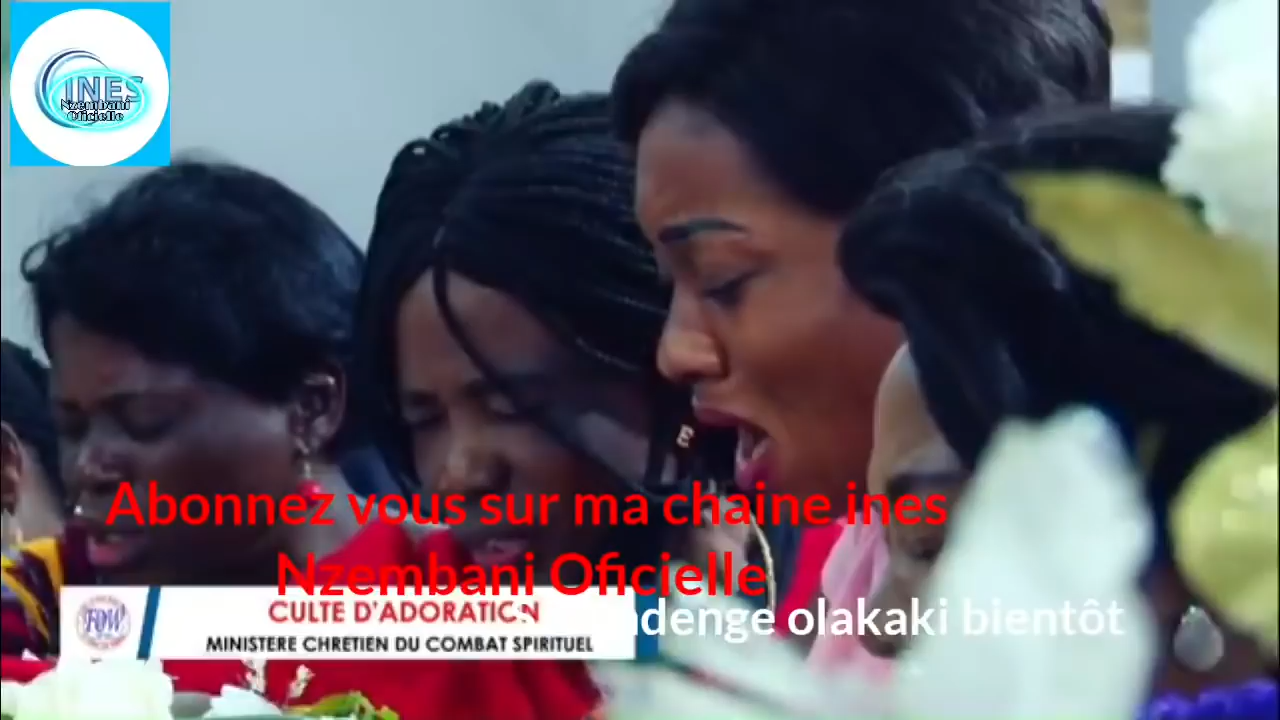 INES
Nzembani
Oficielle
Abonnez vous sur ma chaine ines
Nzembani Oficielle
CULTE D'ADORATION
olakaki bientôt
MINISTERE CHRETIEN DU COMBAT SPIRITUEL